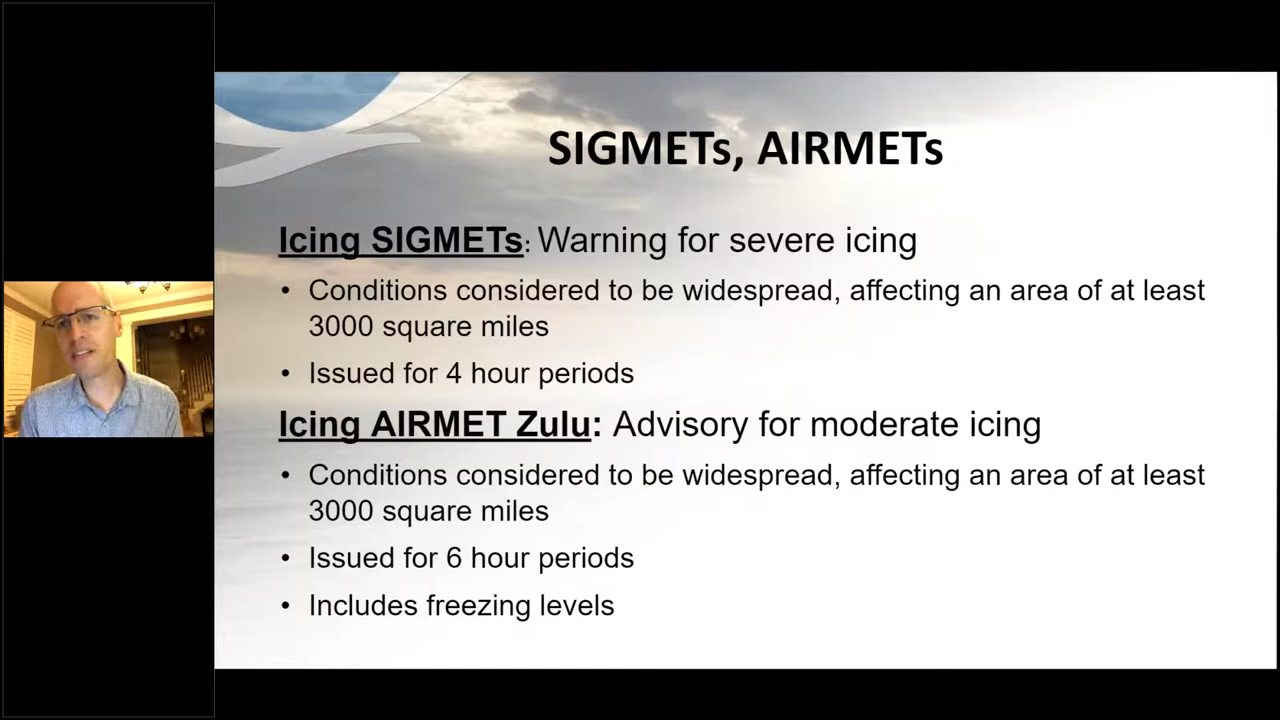 SIGMETs, AIRMETs
Icing SIGMETs: Warning for severe icing
• Conditions considered to be widespread, affecting an area of at least
3000 square miles
• Issued for 4 hour periods
Icing AIRMET Zulu: Advisory for moderate icing
• Conditions considered to be widespread, affecting an area of at least
3000 square miles
• Issued for 6 hour periods
• Includes freezing levels